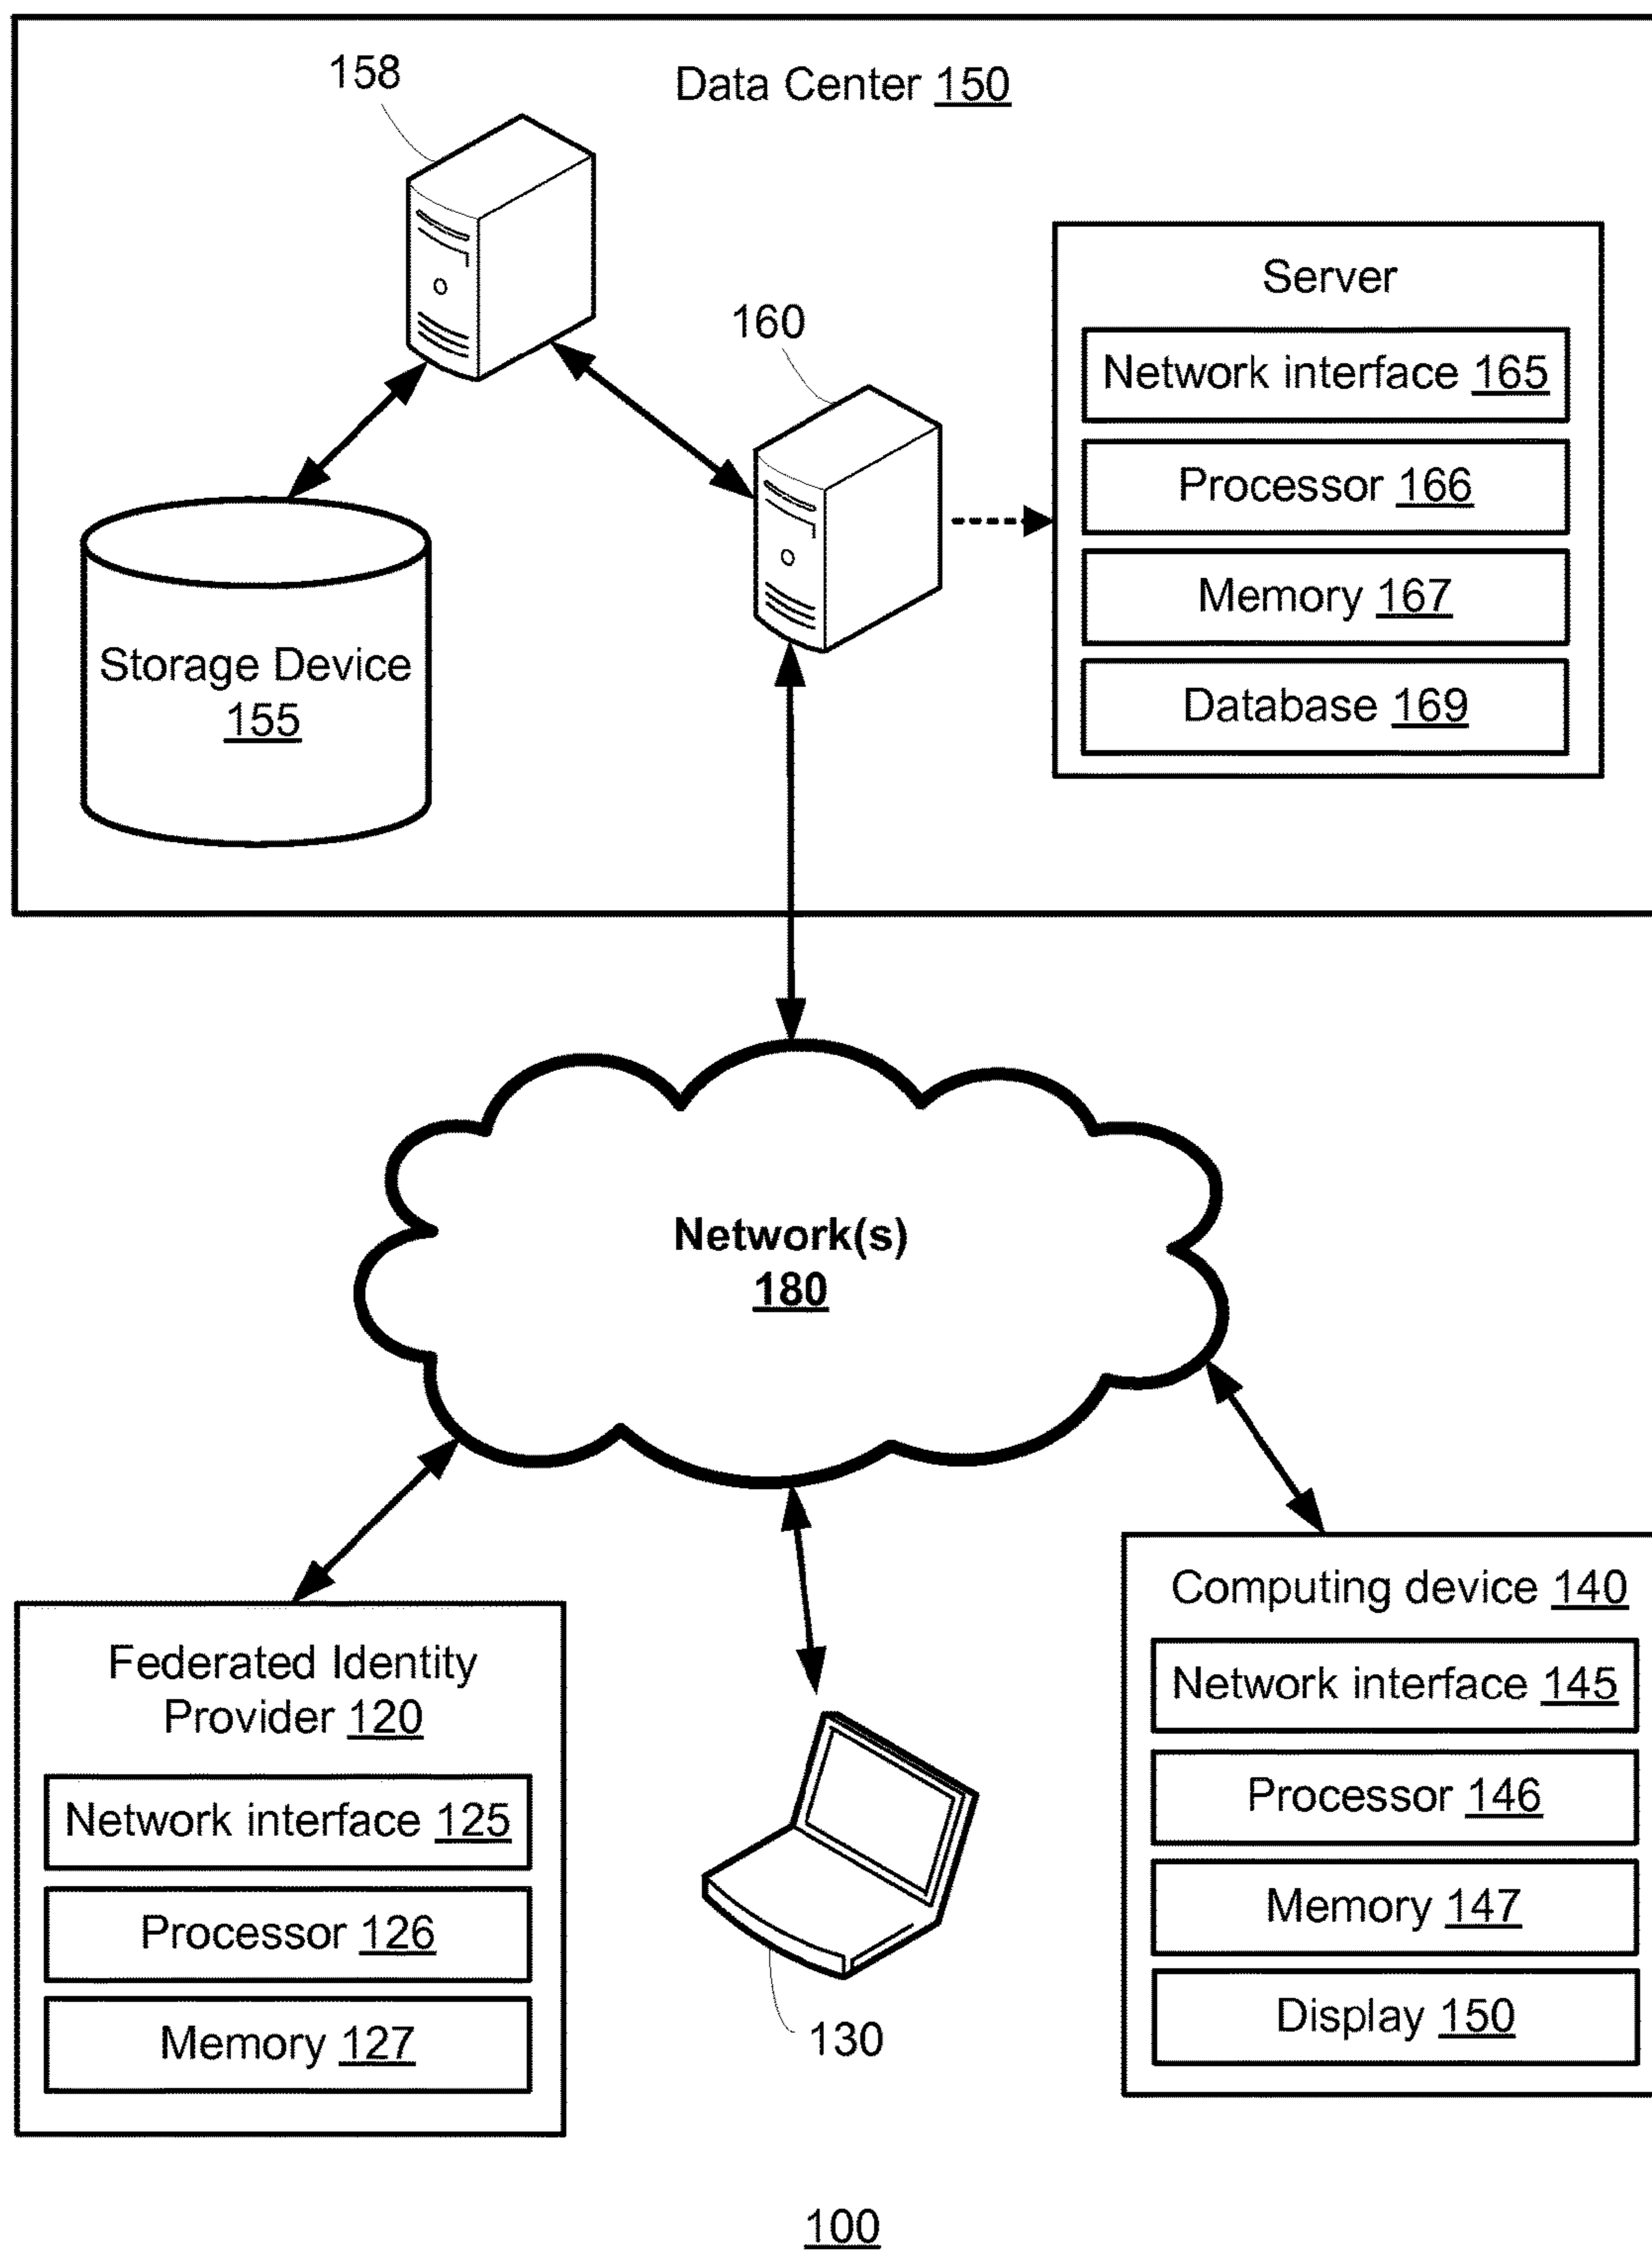 Data Center 150
158
160
Server
Network interface 165
Processor 166
Memory 167
Database 169
Storage Device
155
Network(s)
180
Federated Identity
Provider 120
Network interface 125
Processor 126
Memory 127
130
Computing device 140
Network interface 145
Processor 146
Memory 147
Display 150
100